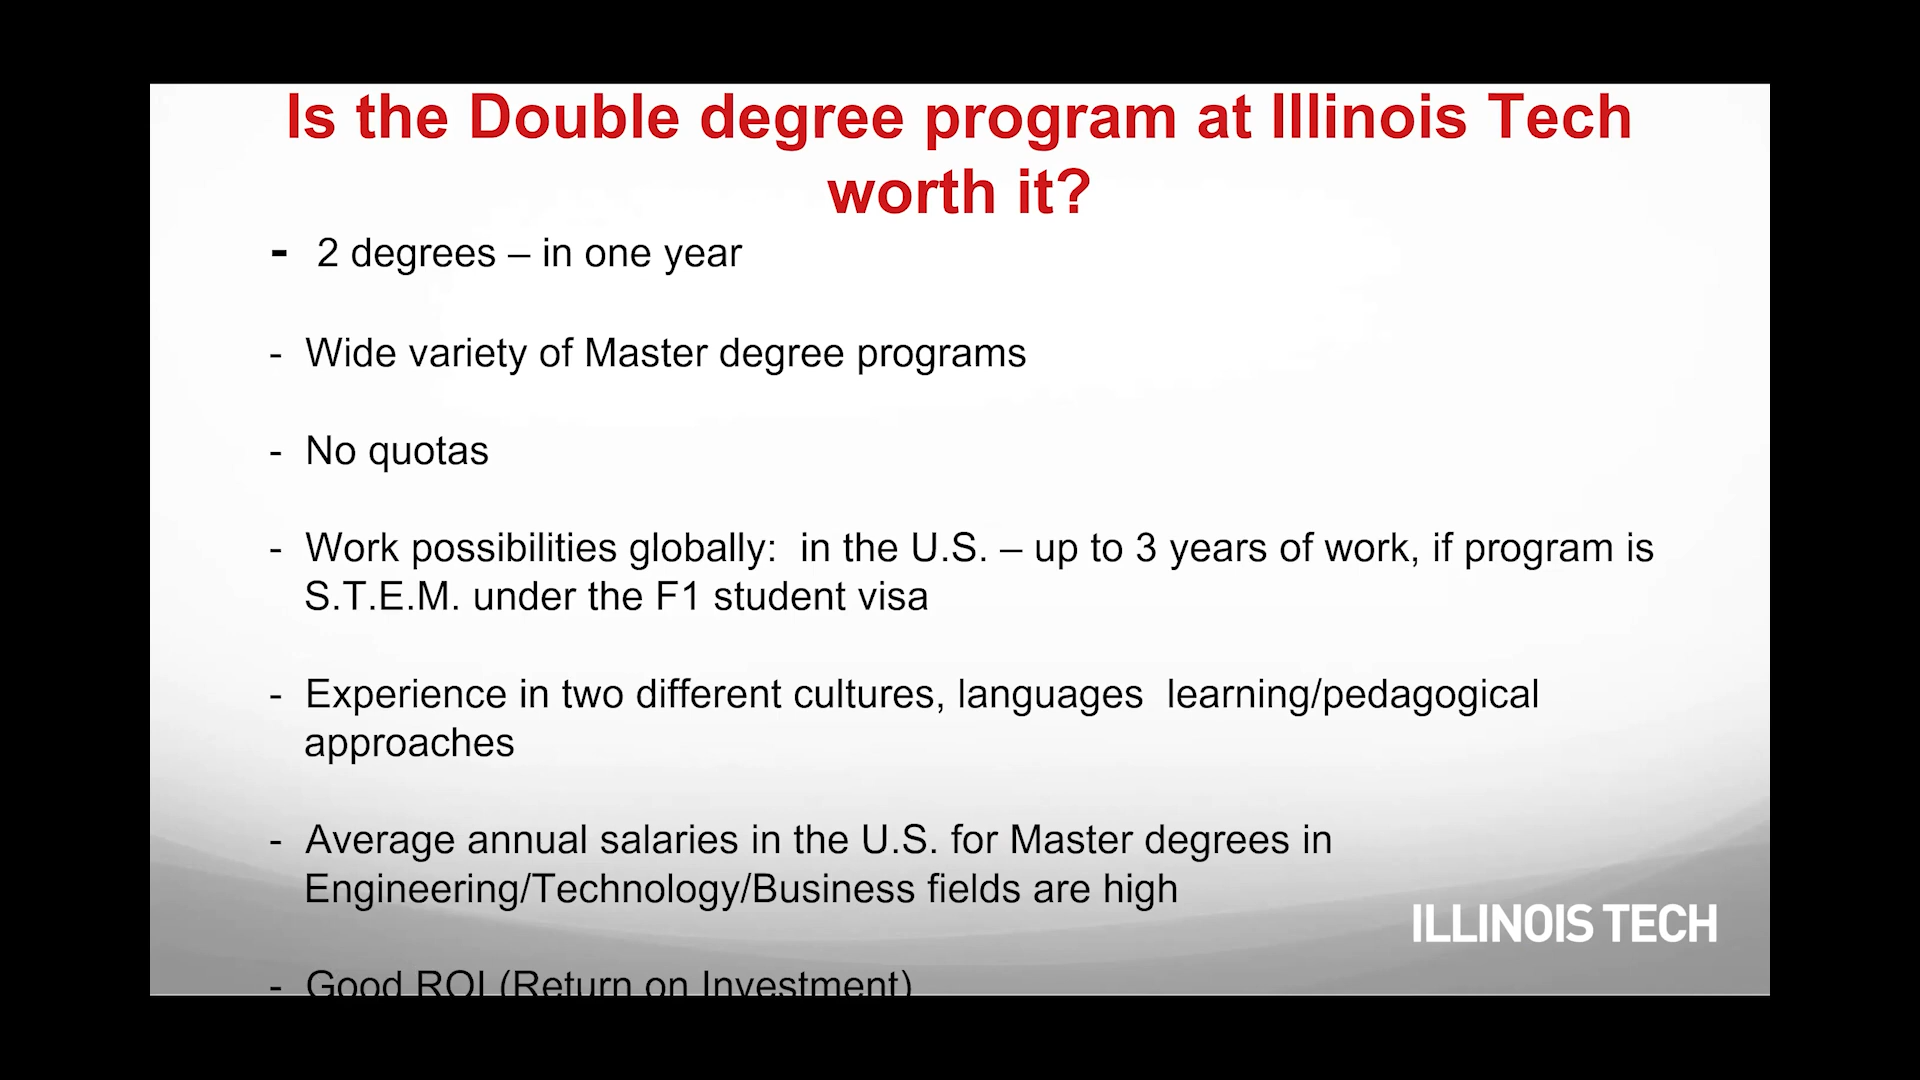 Is the Double degree program at Illinois Tech
worth it?
- 2 degrees – in one year
- Wide variety of Master degree programs
- No quotas
- Work possibilities globally:  in the U.S. – up to 3 years of work, if program is
S.T.E.M. under the F1 student visa
- Experience in two different cultures, languages  learning/pedagogical
approaches
- Average annual salaries in the U.S. for Master degrees in
Engineering/Technology/Business fields are high
ILLINOIS TECH
- Good ROI (Return on Investment)